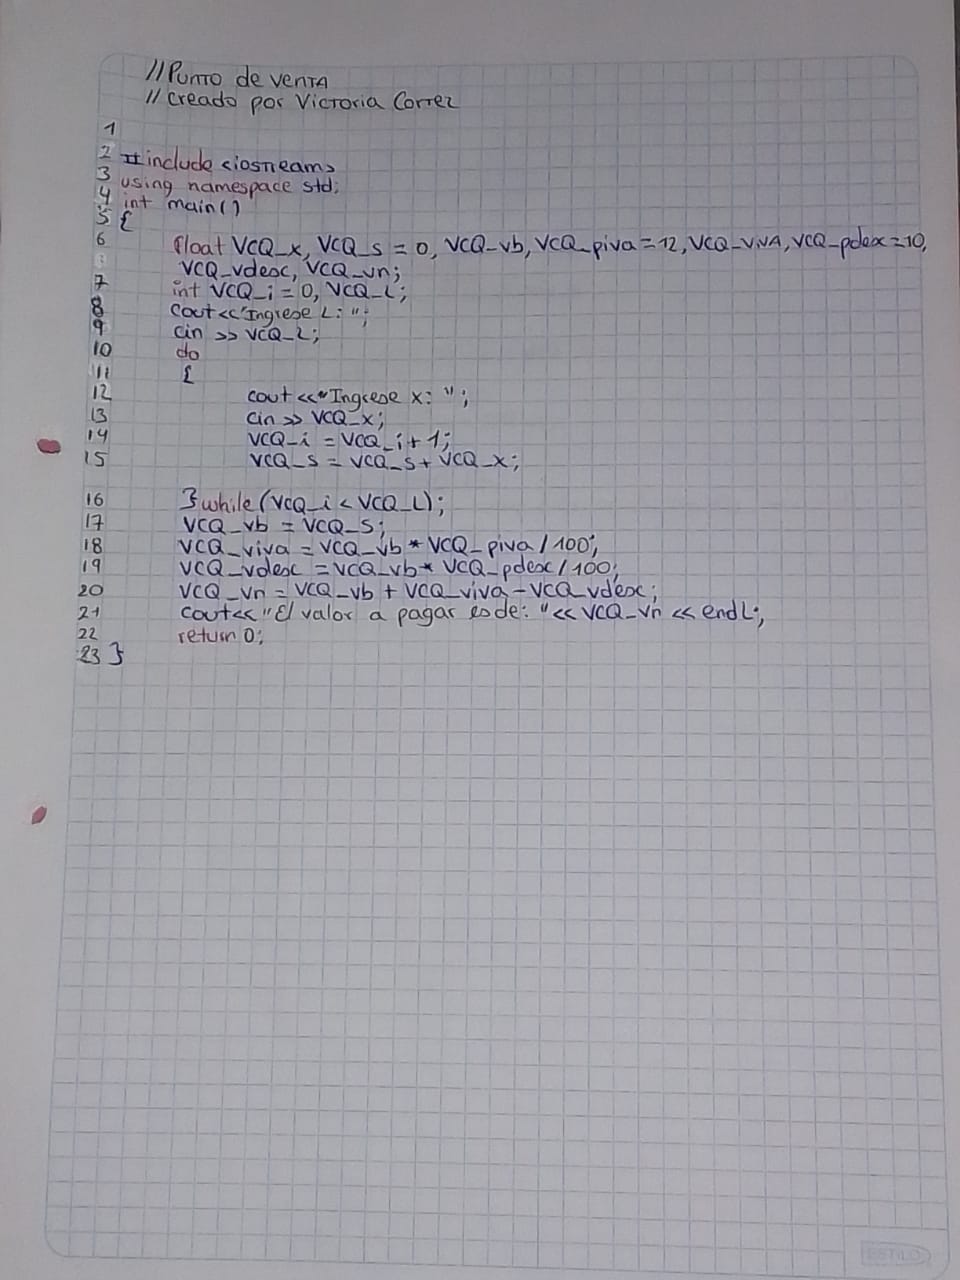 //Punto de venta
// creado por Victoria Correz
1
2 #include <iostream>
3 using namespace std;
4 int main()
5 {
6 float VCQ_x, VCQ_s = 0, VCQ_vb, VCQ_piva = 12, VCQ_vivA, VCQ_pdesc = 10,
: VCQ_vdesc, VCQ_vn;
7 int VCQ_i = 0, VCQ_L;
8 cout<<"Ingrese L: ";
9 cin >> VCQ_L;
10 do
11 {
12 cout <<"Ingrese x: ";
13 cin >> VCQ_x;
14 VCQ_i = VCQ_i + 1;
15 VCQ_s = VCQ_s + VCQ_x;
16 } while (VCQ_i < VCQ_L);
17 VCQ_vb = VCQ_s;
18 VCQ_viva = VCQ_vb * VCQ_piva / 100;
19 VCQ_vdesc = VCQ_vb * VCQ_pdesc / 100;
20 VCQ_vn = VCQ_vb + VCQ_viva - VCQ_vdesc;
21 cout<< "El valor a pagar es de: " << VCQ_vn << endL;
22 return 0;
23 }
ESTILO